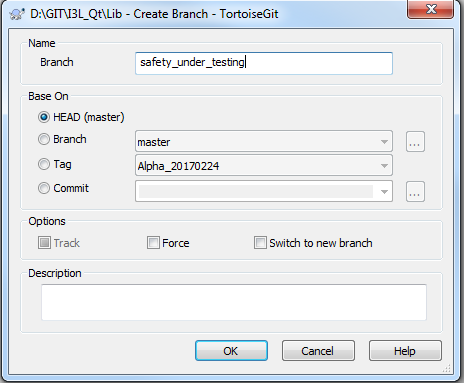 D:\GIT\I3L_Qt\Lib - Create Branch - TortoiseGit
Name
Branch safety_under_testing
Base On
HEAD (master)
Branch master ...
Tag Alpha_20170224
Commit ...
Options
Track Force Switch to new branch
Description
OK Cancel Help